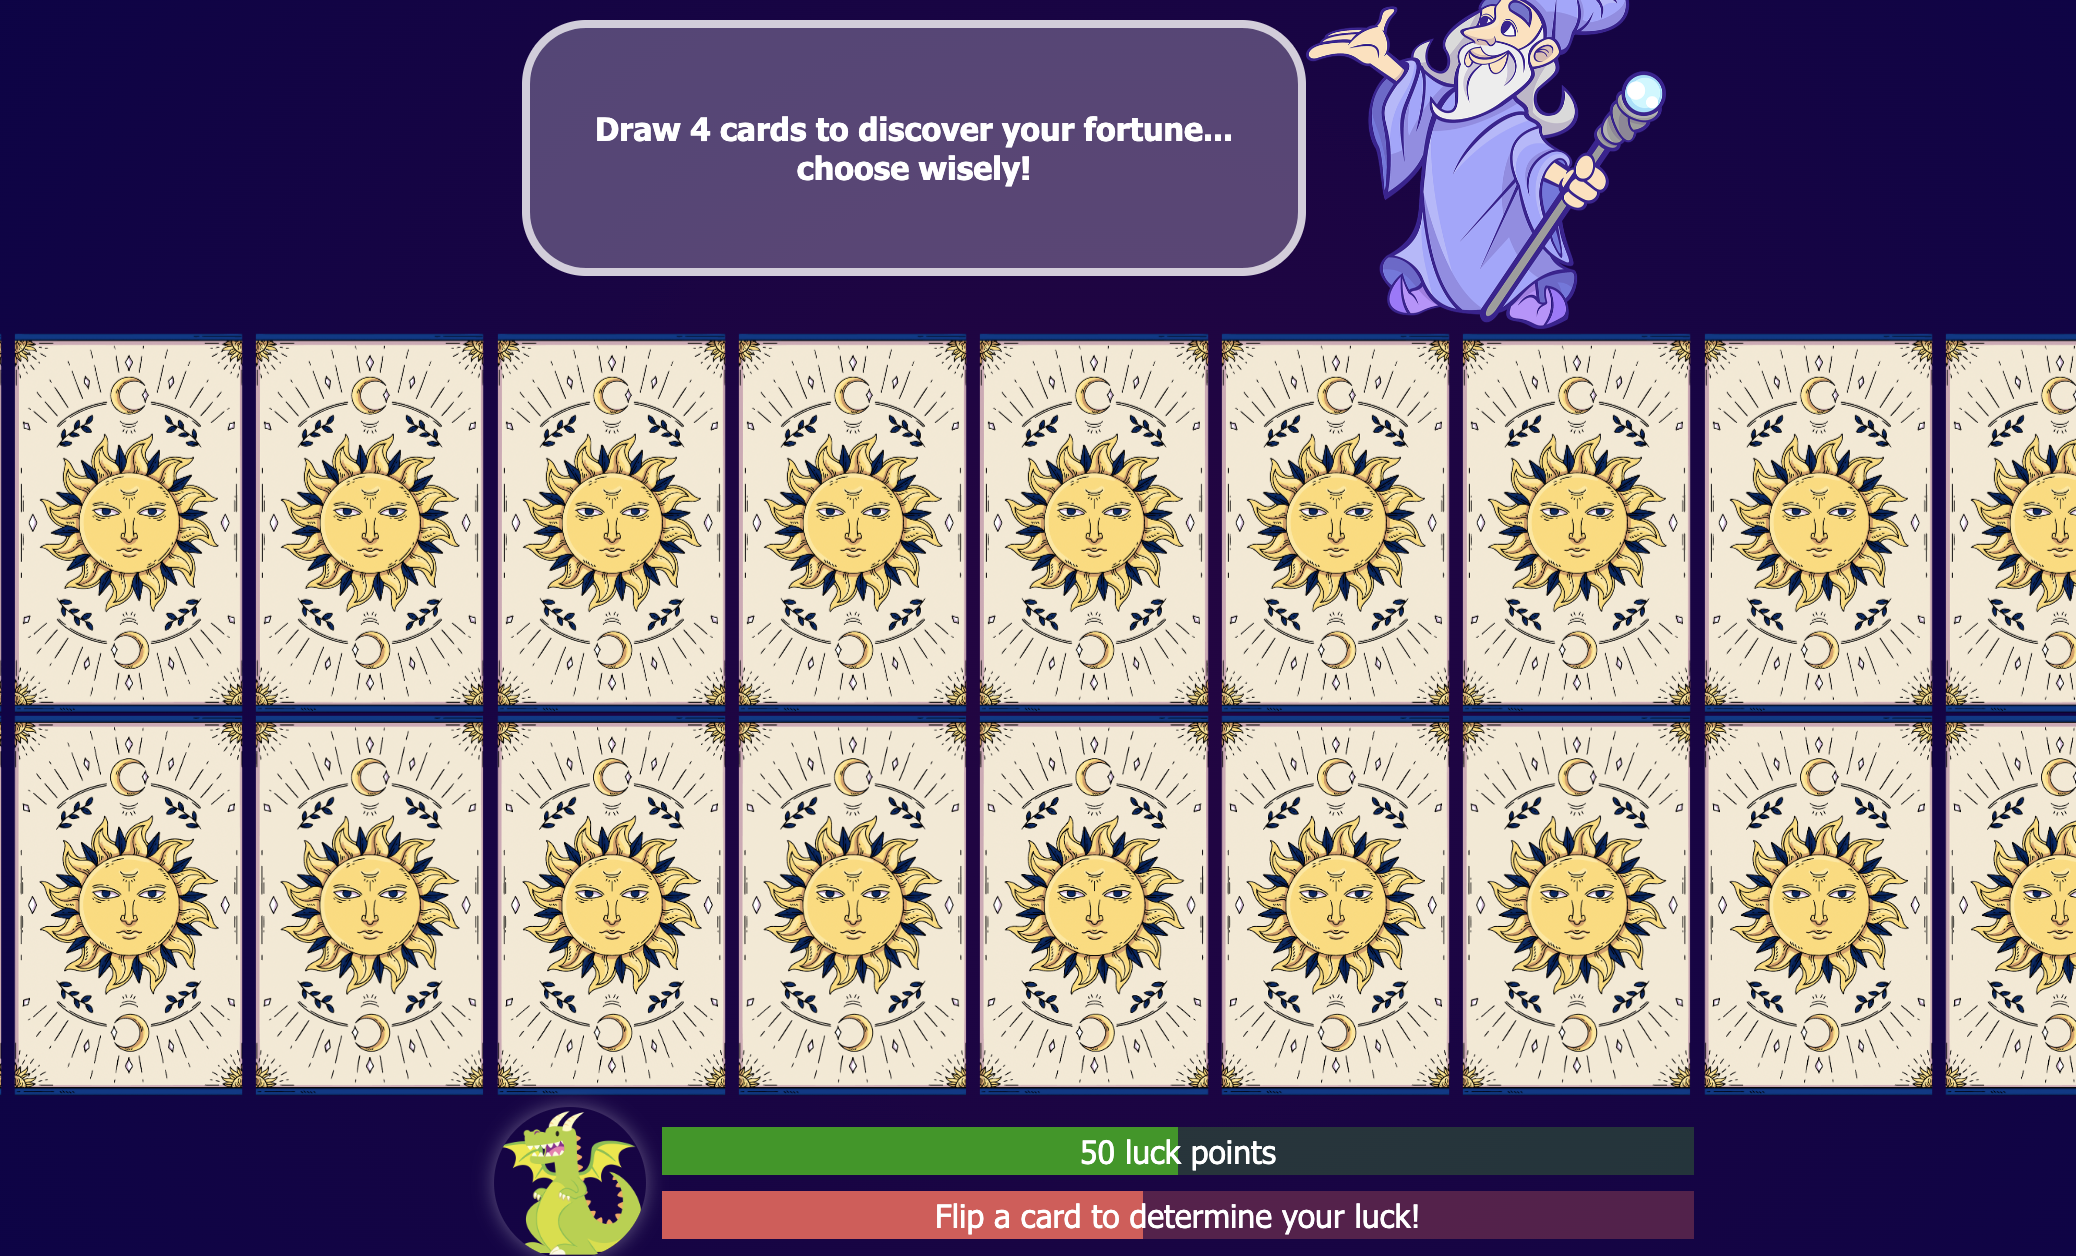 Draw 4 cards to discover your fortune...
choose wisely!
50 luck points
Flip a card to determine your luck!